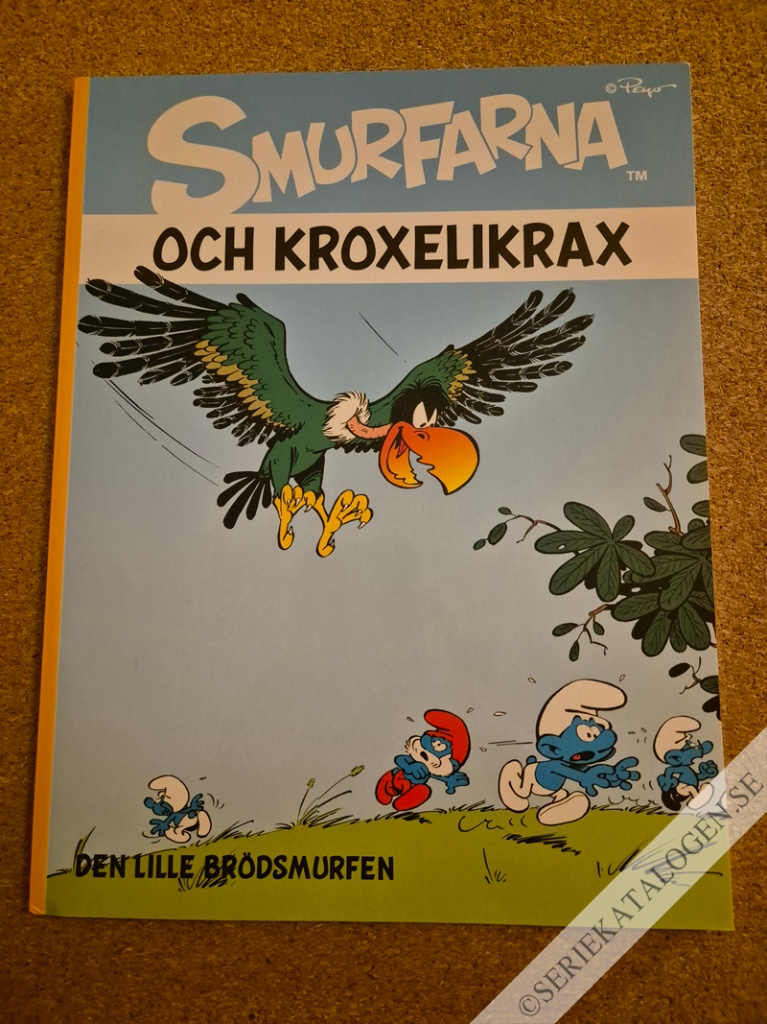 © Peyo
SMURFARNA
TM
OCH KROXELIKRAX
DEN LILLE BRÖDSMURFEN
©SERIEKATALOGEN.SE